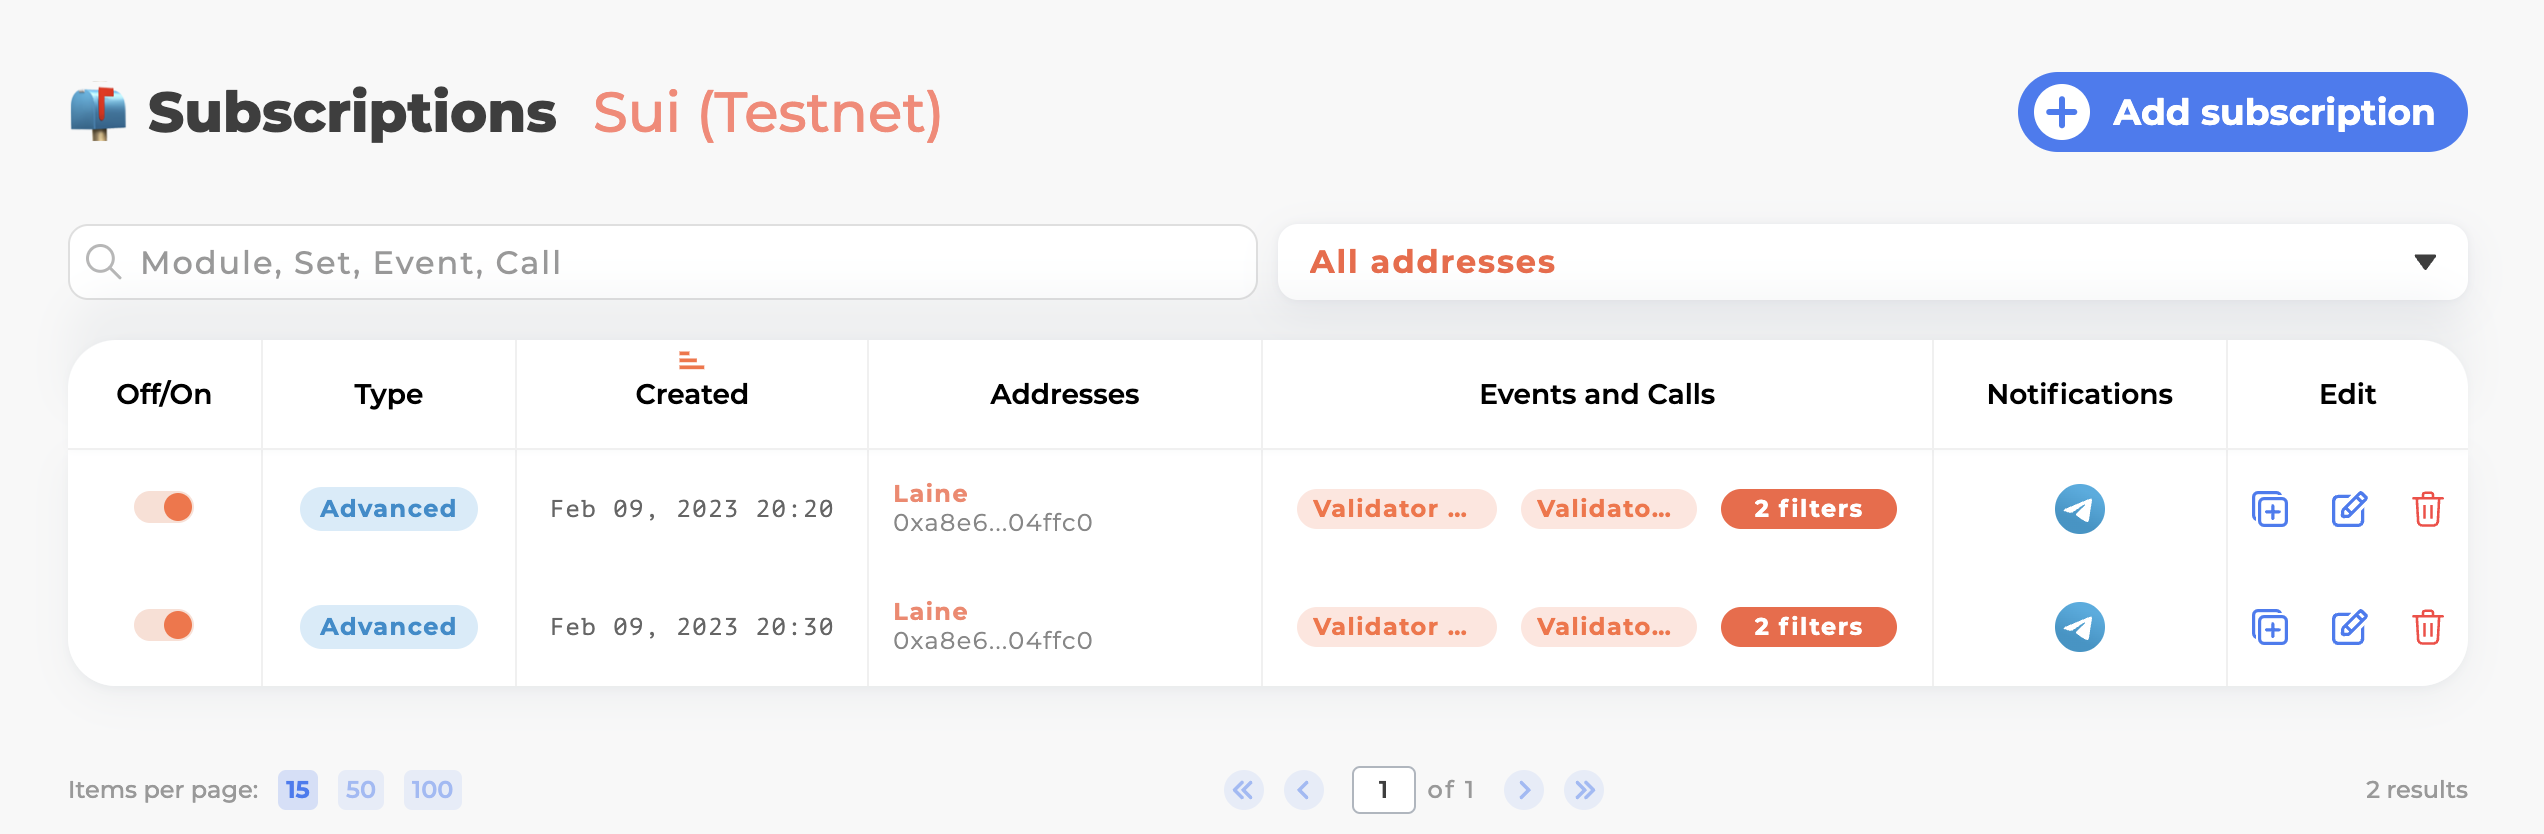 Subscriptions Sui (Testnet)
Add subscription
Module, Set, Event, Call
All addresses
Off/On Type Created Addresses Events and Calls Notifications Edit
Advanced Feb 09, 2023 20:20 Laine Validator ... Validato... 2 filters
0xa8e6...04ffc0
Advanced Feb 09, 2023 20:30 Laine Validator ... Validato... 2 filters
0xa8e6...04ffc0
Items per page: 15 50 100 1 of 1 2 results